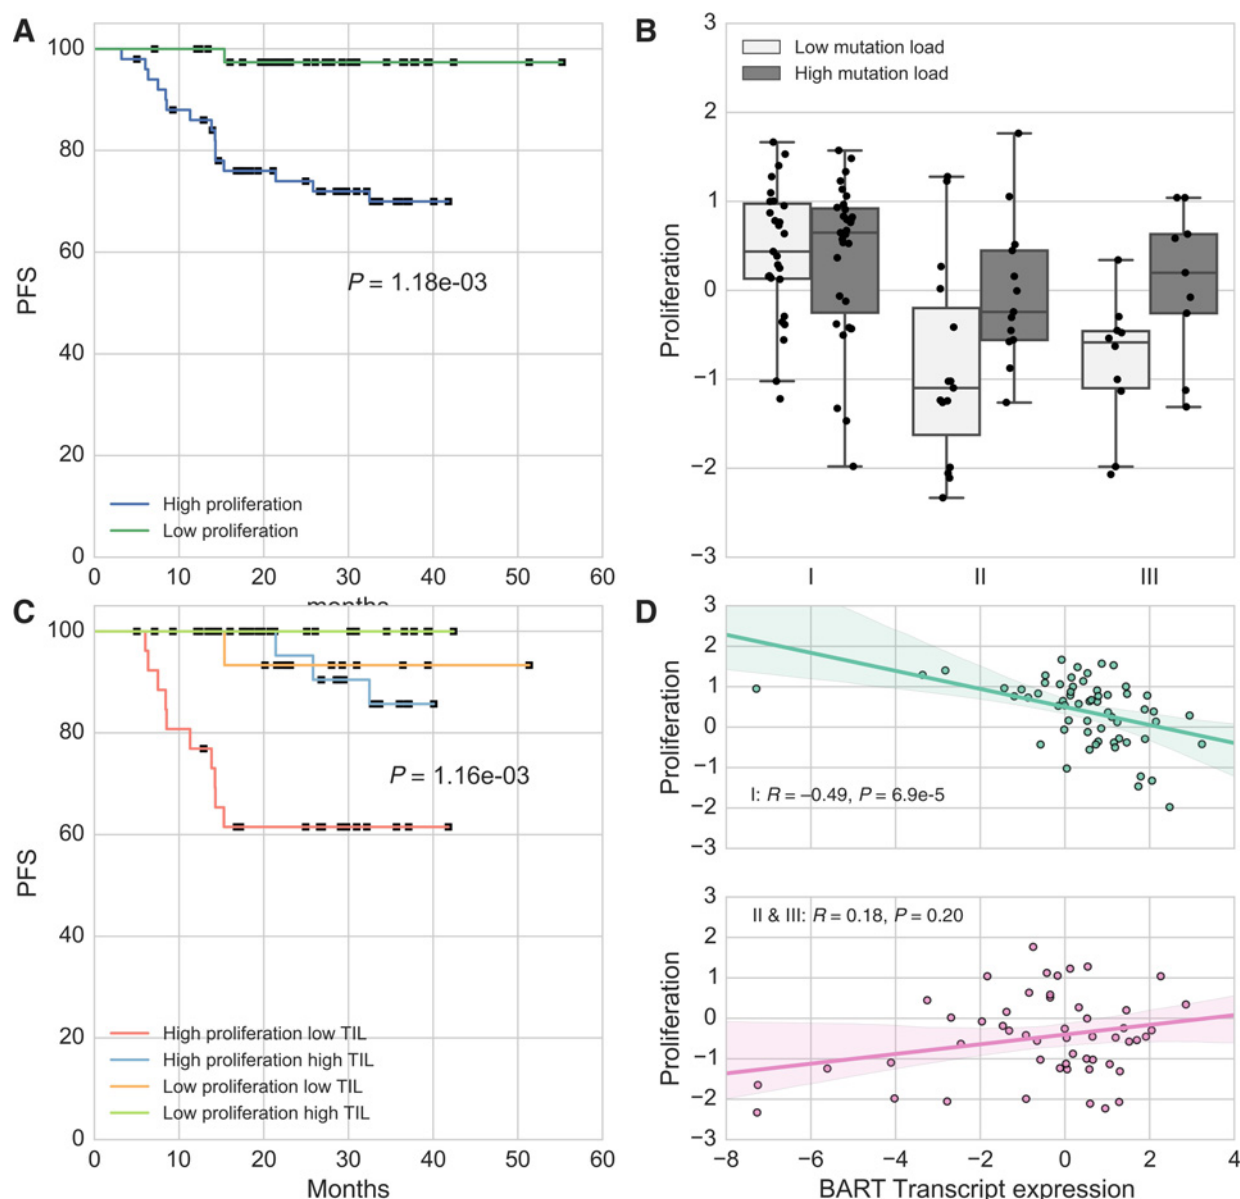 A
100
80
60
40
20
0
PFS
P = 1.18e-03
High proliferation
Low proliferation
0 10 20 30 40 50 60
months
B
3
2
1
0
−1
−2
−3
Proliferation
Low mutation load
High mutation load
I II III
C
100
80
60
40
20
0
PFS
P = 1.16e-03
High proliferation low TIL
High proliferation high TIL
Low proliferation low TIL
Low proliferation high TIL
0 10 20 30 40 50 60
Months
D
3
2
1
0
−1
−2
−3
Proliferation
I: R = −0.49, P = 6.9e-5
3
2
1
0
−1
−2
−3
Proliferation
II & III: R = 0.18, P = 0.20
−8 −6 −4 −2 0 2 4
BART Transcript expression